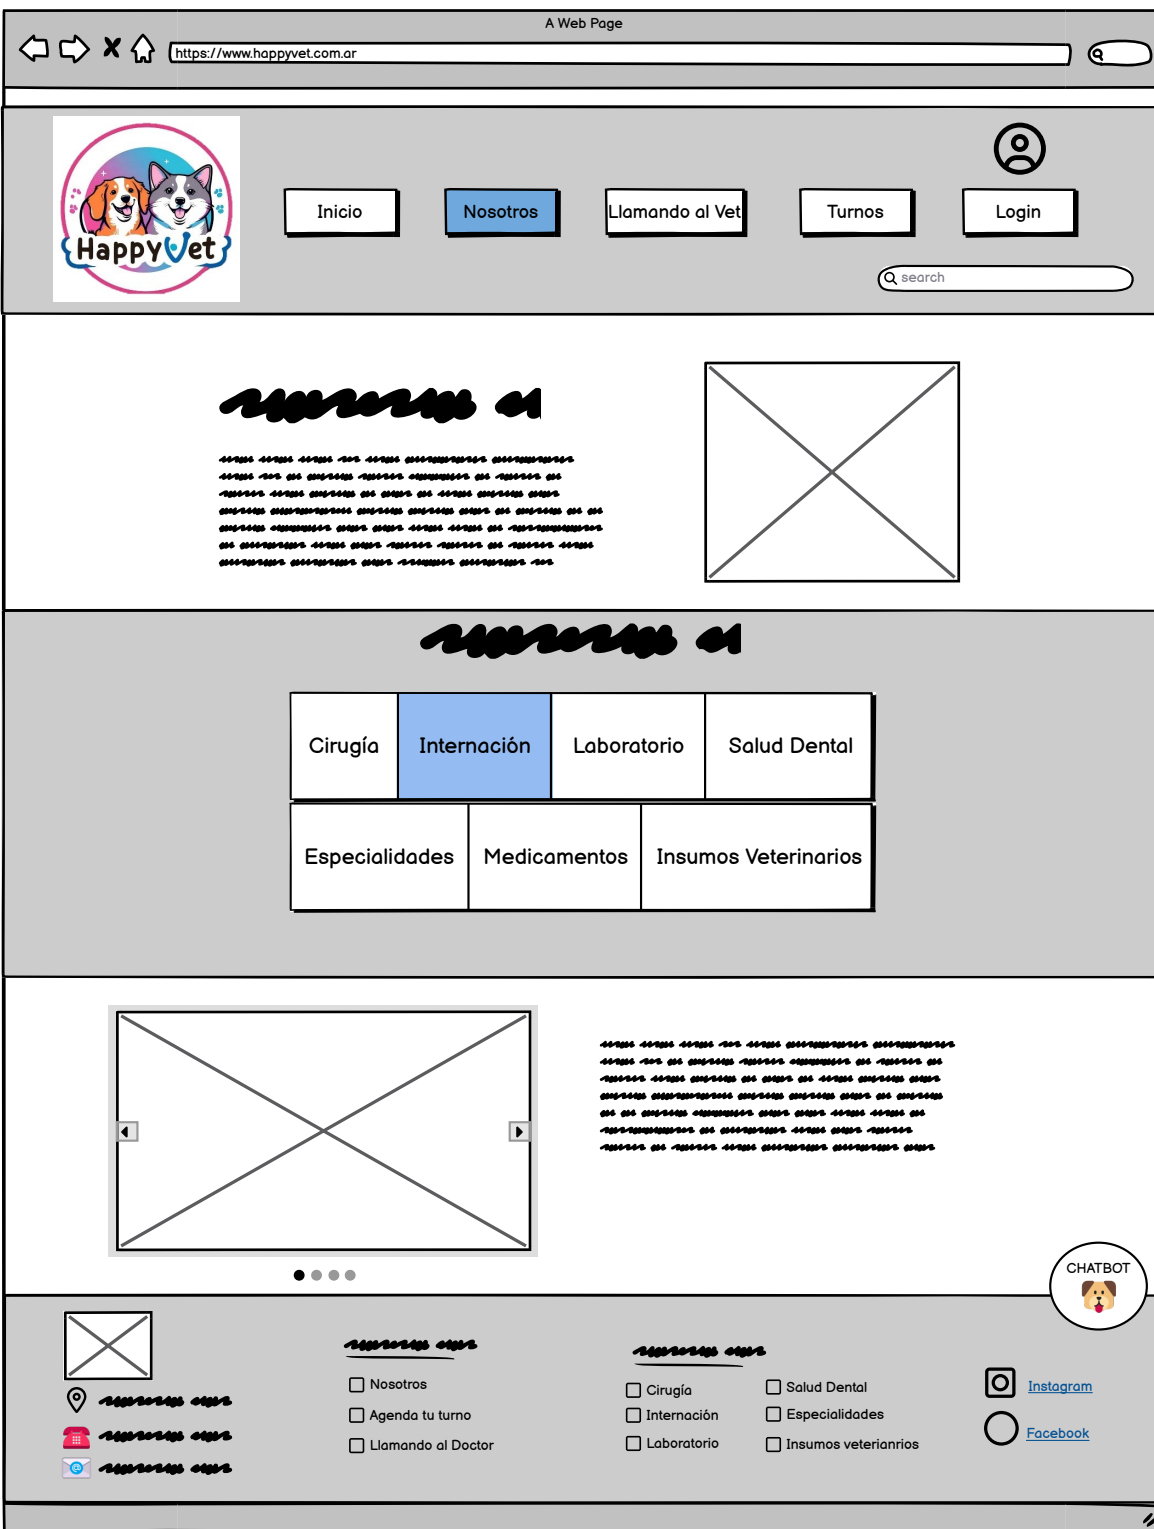 A Web Page
https://www.happyvet.com.ar
HappyVet
Inicio
Nosotros
Llamando al Vet
Turnos
Login
search
Cirugía
Internación
Laboratorio
Salud Dental
Especialidades
Medicamentos
Insumos Veterinarios
CHATBOT
Nosotros
Agenda tu turno
Llamando al Doctor
Cirugía
Internación
Laboratorio
Salud Dental
Especialidades
Insumos veterianrios
Instagram
Facebook